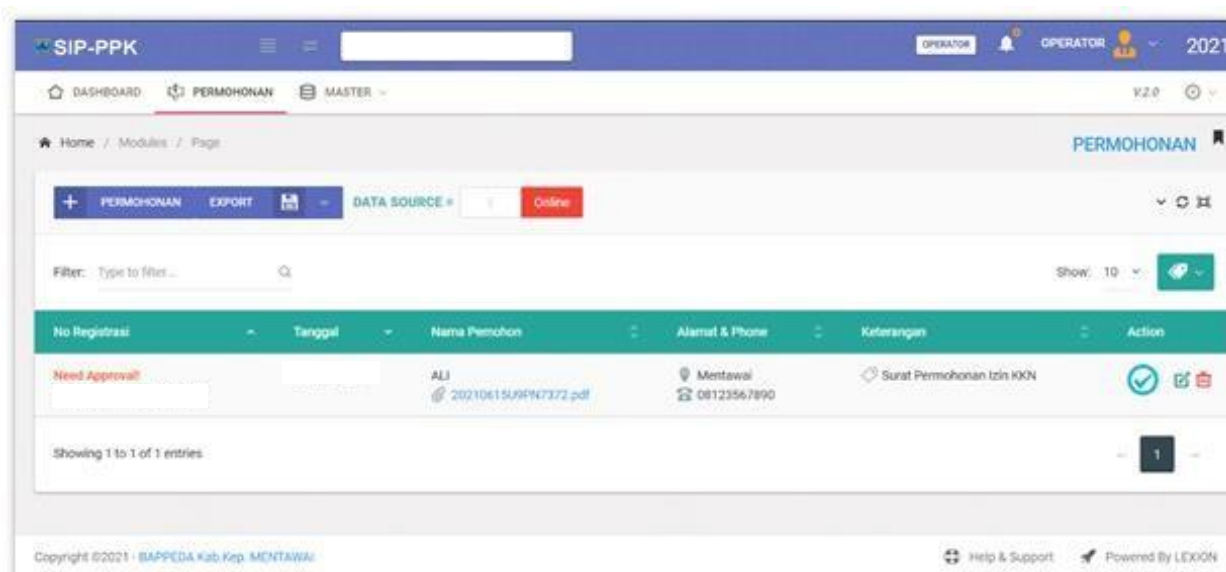 SIP-PPK OPERATOR OPERATOR 2021
DASHBOARD PERMOHONAN MASTER V.2.0
Home / Modules / Page PERMOHONAN
+ PERMOHONAN EXPORT DATA SOURCE = 1 Online
Filter: Type to filter... Show: 10
No Registrasi Tanggal Nama Pemohon Alamat & Phone Keterangan Action
Need Approval! ALI Mentawai Surat Permohonan Izin KKN
20210615U9PN7372.pdf 08123567890
Showing 1 to 1 of 1 entries ← 1 →
Copyright ©2021 - BAPPEDA Kab.Kep. MENTAWAI Help & Support Powered By LEXION